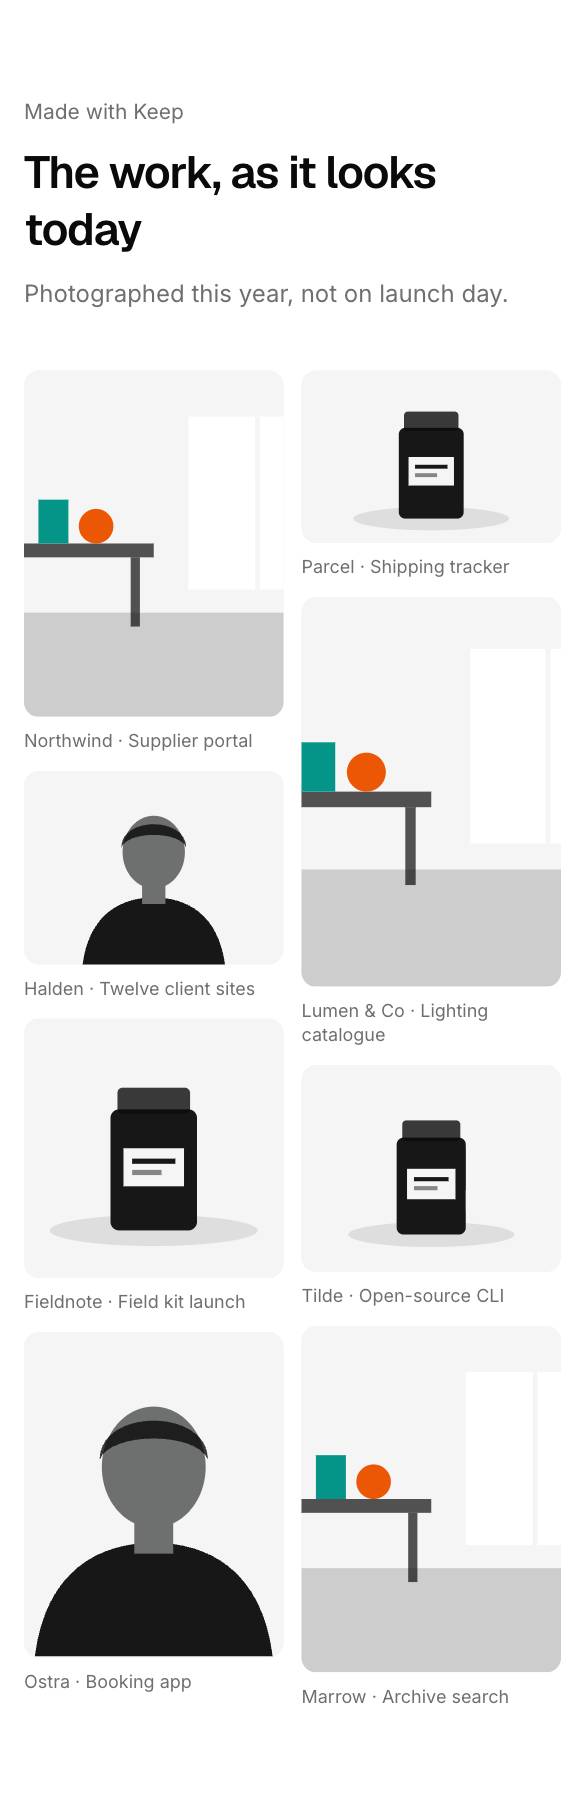 Made with Keep
The work, as it looks
today
Photographed this year, not on launch day.
Northwind · Supplier portal
Halden · Twelve client sites
Fieldnote · Field kit launch
Ostra · Booking app
Parcel · Shipping tracker
Lumen & Co · Lighting
catalogue
Tilde · Open-source CLI
Marrow · Archive search